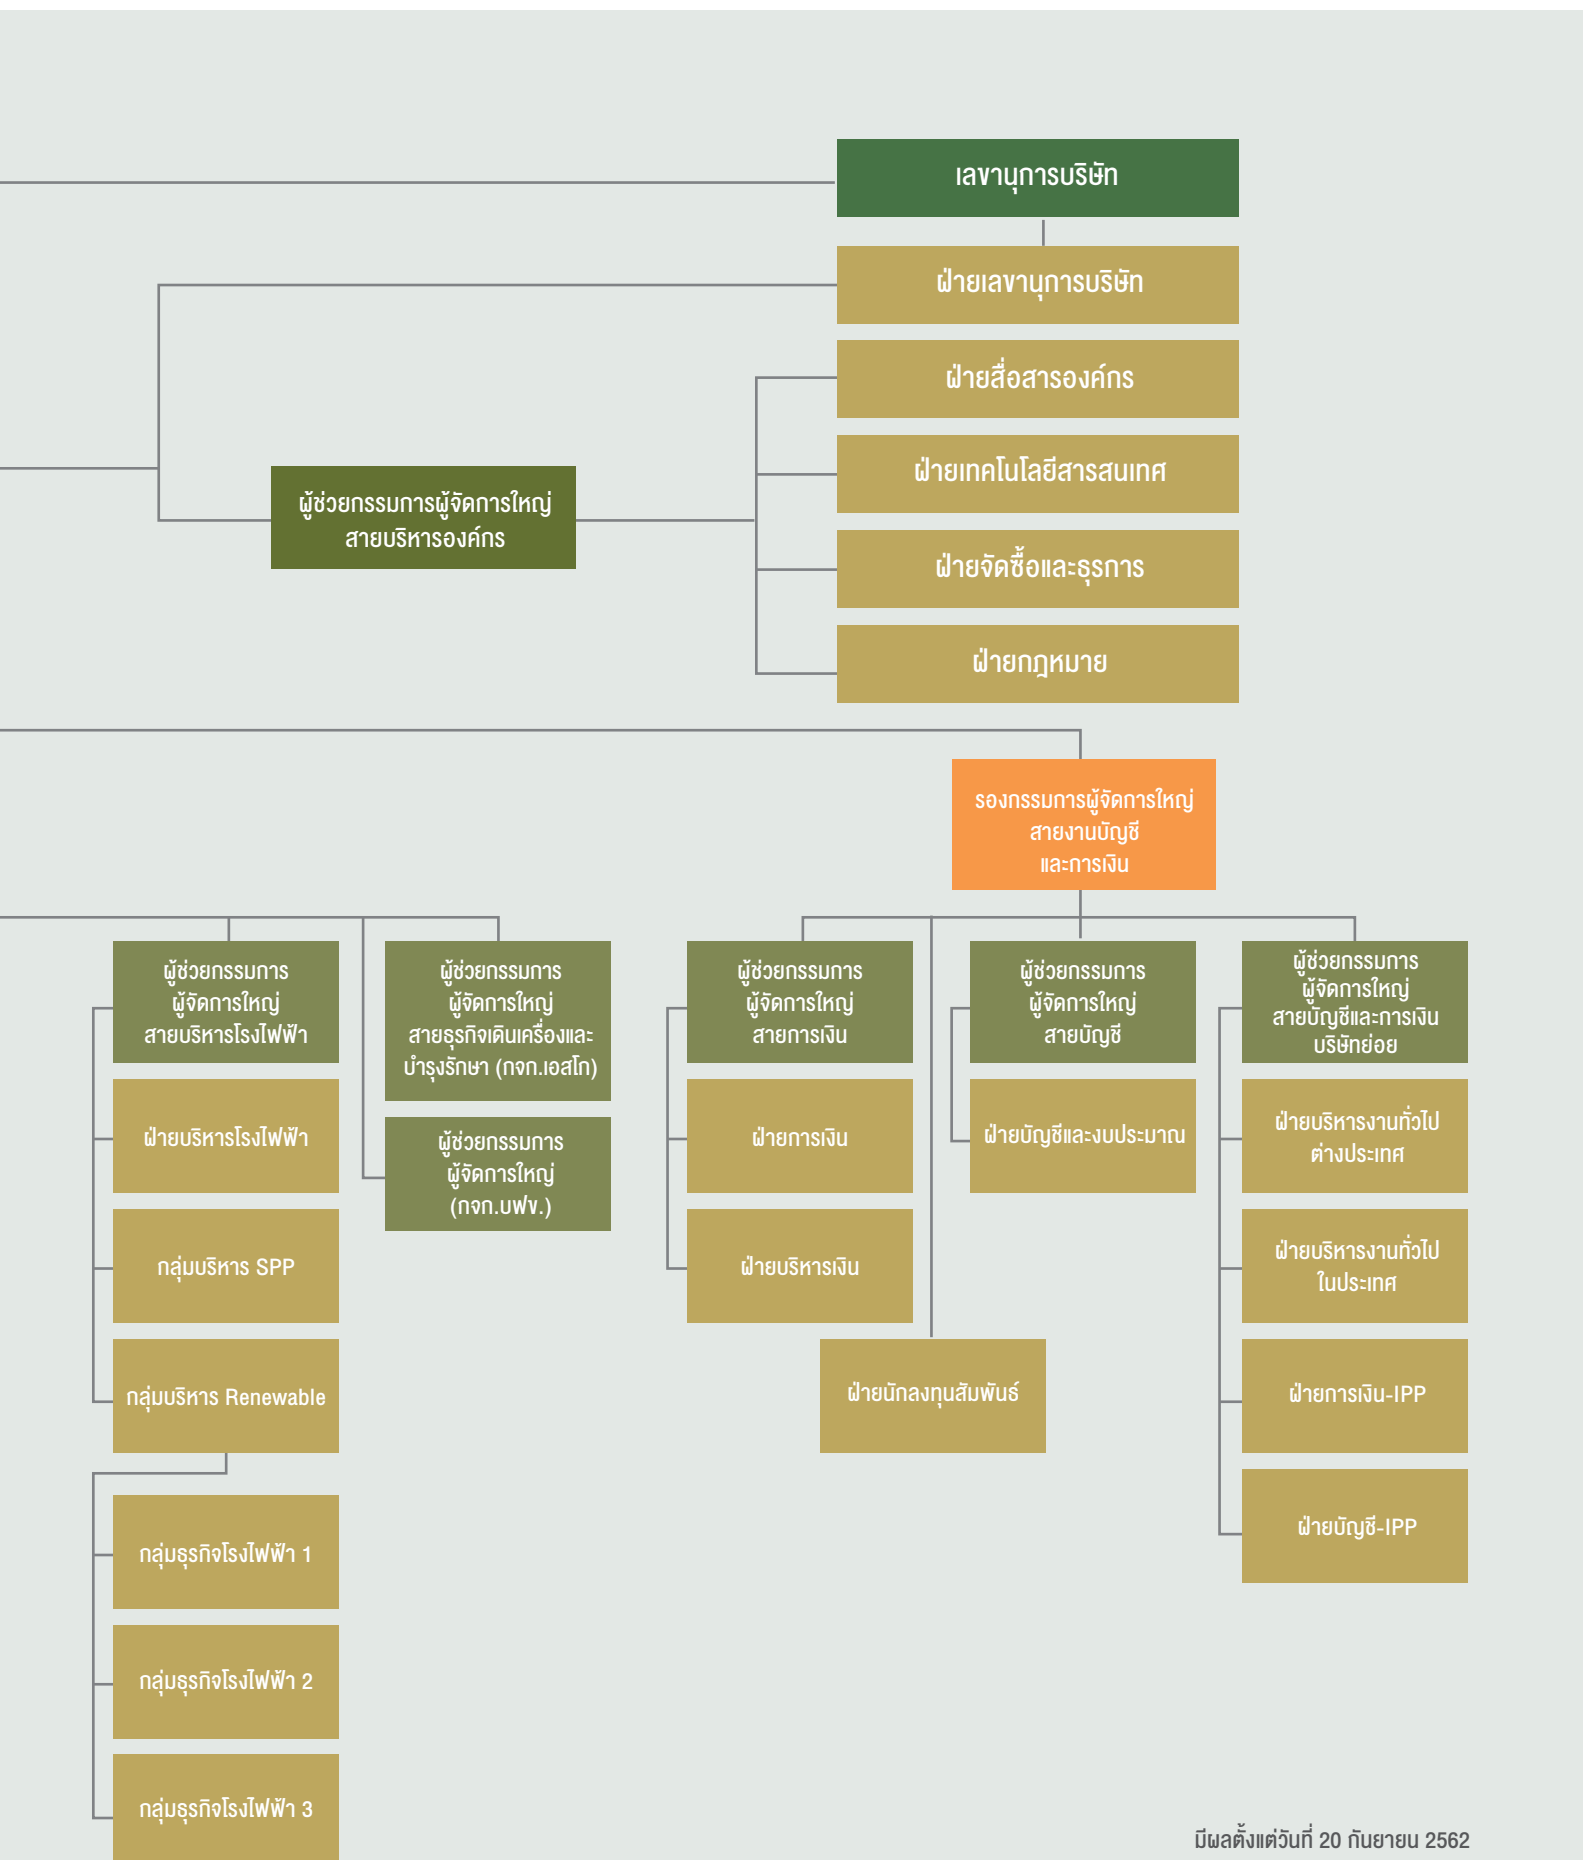 เลขานุการบริษัท
ฝ่ายเลขานุการบริษัท
ฝ่ายสื่อสารองค์กร
ฝ่ายเทคโนโลยีสารสนเทศ
ผู้ช่วยกรรมการผู้จัดการใหญ่
สายบริหารองค์กร
ฝ่ายจัดซื้อและธุรการ
ฝ่ายกฎหมาย
รองกรรมการผู้จัดการใหญ่
สายงานบัญชี
และการเงิน
ผู้ช่วยกรรมการ
ผู้จัดการใหญ่
สายบริหารโรงไฟฟ้า
ฝ่ายบริหารโรงไฟฟ้า
กลุ่มบริหาร SPP
กลุ่มบริหาร Renewable
กลุ่มธุรกิจโรงไฟฟ้า 1
กลุ่มธุรกิจโรงไฟฟ้า 2
กลุ่มธุรกิจโรงไฟฟ้า 3
ผู้ช่วยกรรมการ
ผู้จัดการใหญ่
สายธุรกิจเดินเครื่องและ
บำรุงรักษา (กจก.เอสโก)
ผู้ช่วยกรรมการ
ผู้จัดการใหญ่
(กจก.บฟข.)
ผู้ช่วยกรรมการ
ผู้จัดการใหญ่
สายการเงิน
ฝ่ายการเงิน
ฝ่ายบริหารเงิน
ฝ่ายนักลงทุนสัมพันธ์
ผู้ช่วยกรรมการ
ผู้จัดการใหญ่
สายบัญชี
ฝ่ายบัญชีและงบประมาณ
ผู้ช่วยกรรมการ
ผู้จัดการใหญ่
สายบัญชีและการเงิน
บริษัทย่อย
ฝ่ายบริหารงานทั่วไป
ต่างประเทศ
ฝ่ายบริหารงานทั่วไป
ในประเทศ
ฝ่ายการเงิน-IPP
ฝ่ายบัญชี-IPP
มีผลตั้งแต่วันที่ 20 กันยายน 2562